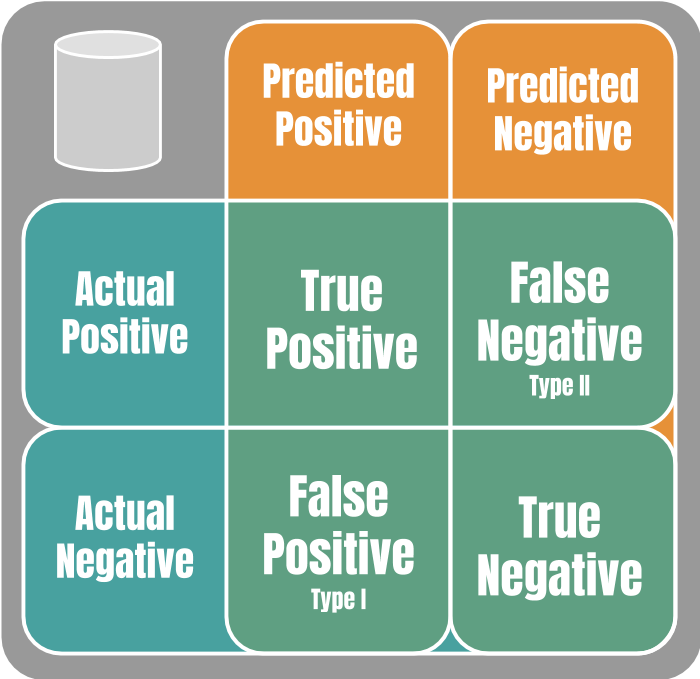 Predicted
Positive
Predicted
Negative
Actual
Positive
True
Positive
False
Negative
Type II
Actual
Negative
False
Positive
Type I
True
Negative